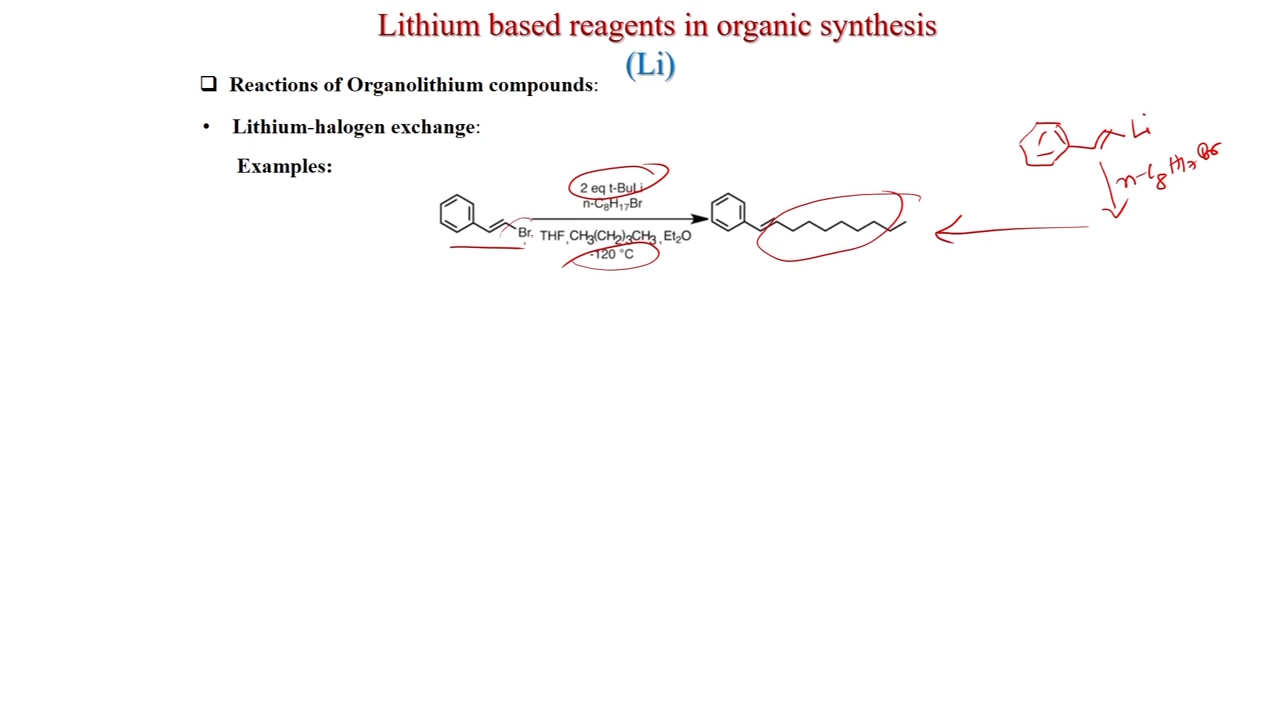 Lithium based reagents in organic synthesis
(Li)
❑ Reactions of Organolithium compounds:
• Lithium-halogen exchange:
Examples:
Li
n-C8H17Br
2 eq t-BuLi
n-C8H17Br
Br
THF, CH3(CH2)3CH3, Et2O
-120 °C